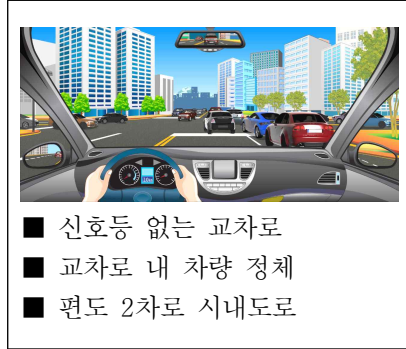 ■ 신호등 없는 교차로
■ 교차로 내 차량 정체
■ 편도 2차로 시내도로